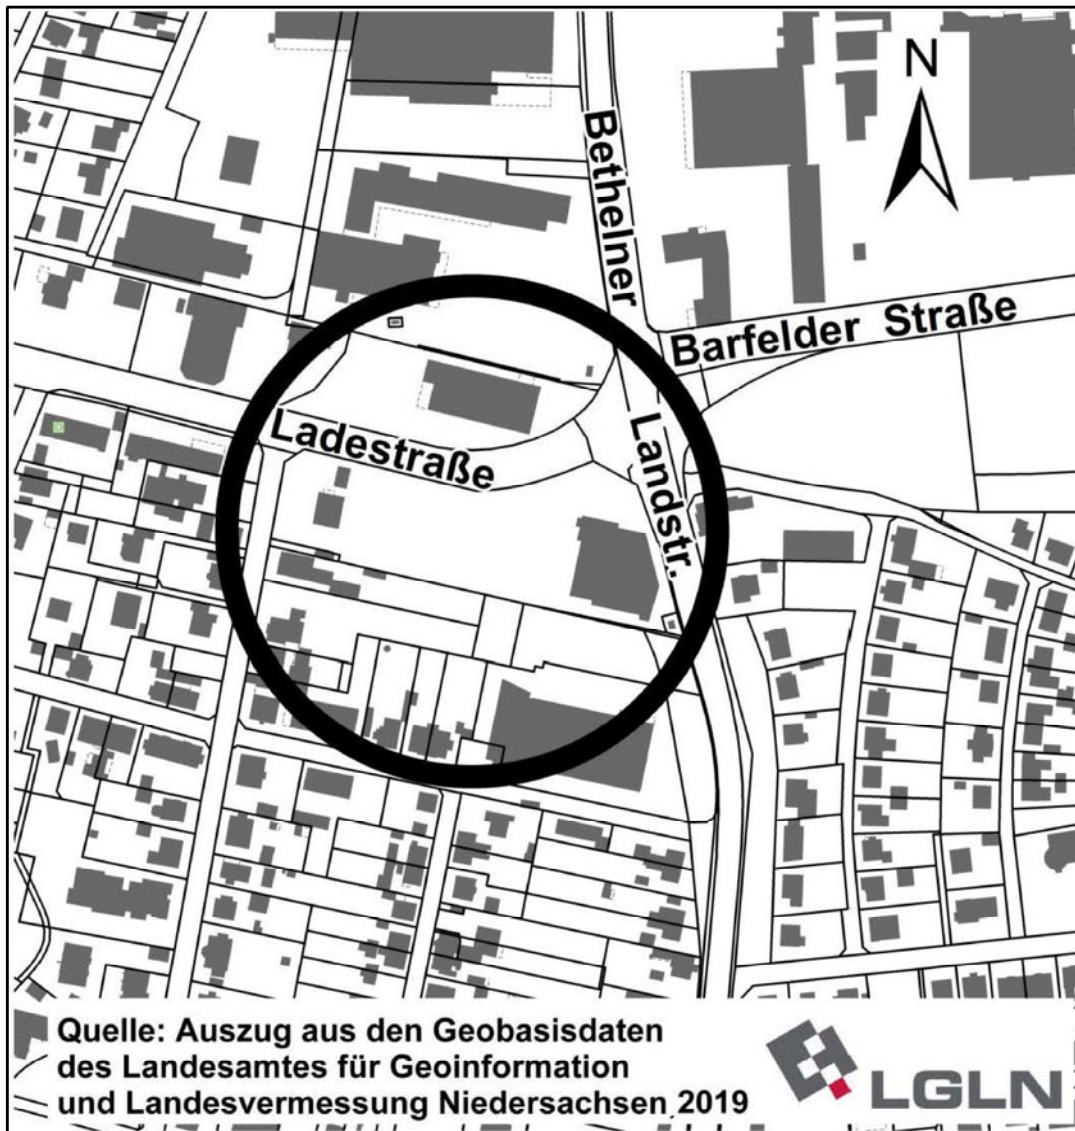 N
Bethelner
Barfelder Straße
Ladestraße
Landstr.
Quelle: Auszug aus den Geobasisdaten
des Landesamtes für Geoinformation
und Landesvermessung Niedersachsen, 2019
LGLN